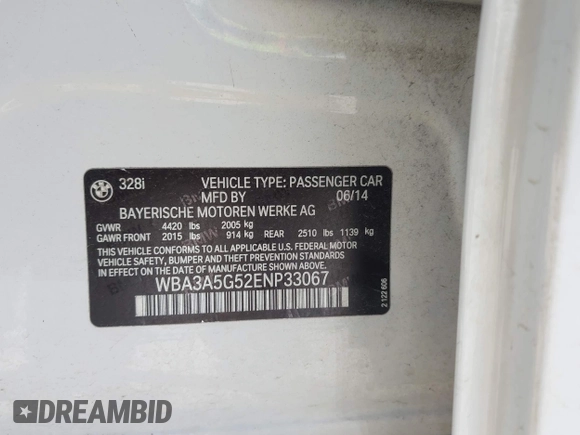 328i VEHICLE TYPE: PASSENGER CAR
MFD BY 06/14
BAYERISCHE MOTOREN WERKE AG
GVWR 4420 lbs 2005 kg
GAWR FRONT 2015 lbs 914 kg REAR 2510 lbs 1139 kg
THIS VEHICLE CONFORMS TO ALL APPLICABLE U.S. FEDERAL MOTOR
VEHICLE SAFETY, BUMPER AND THEFT PREVENTION STANDARDS
IN EFFECT ON THE DATE OF MANUFACTURE SHOWN ABOVE.
WBA3A5G52ENP33067
2 122 606
DREAMBID